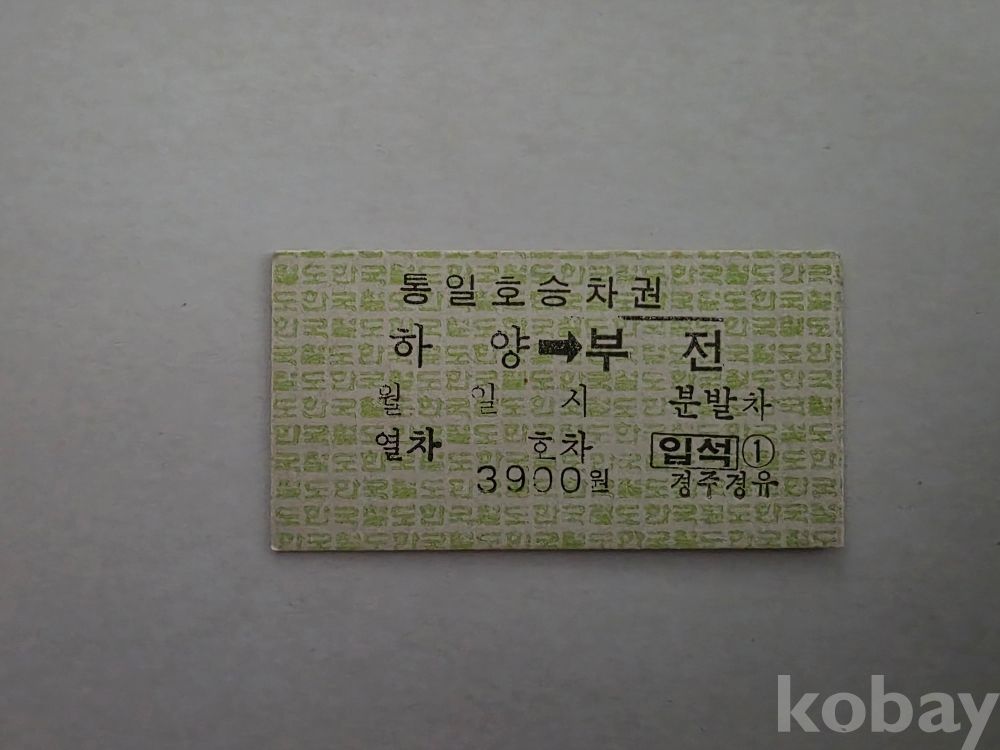 통일호승차권
하 양➡부 전
월 일 시 분발차
열차 호차 입석 ①
3900원 경주경유
kobay